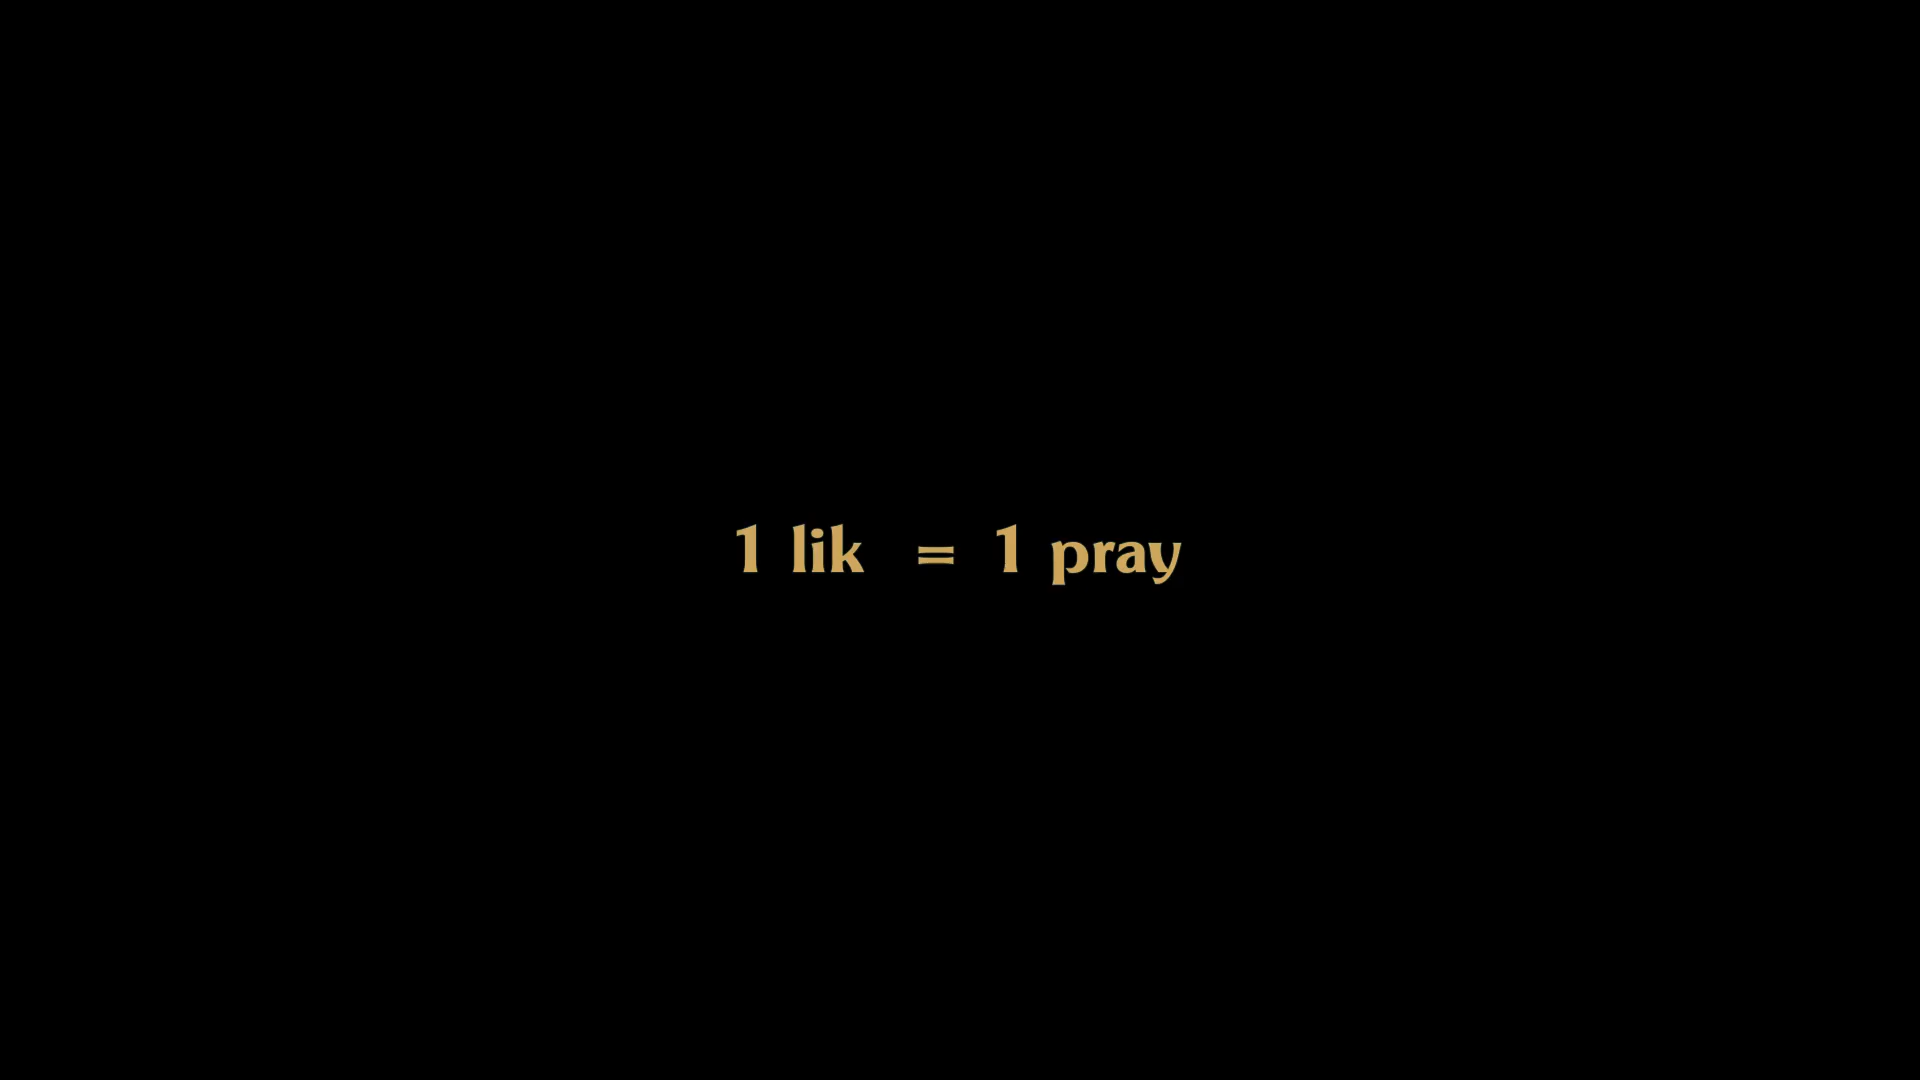 1 lik = 1 pray